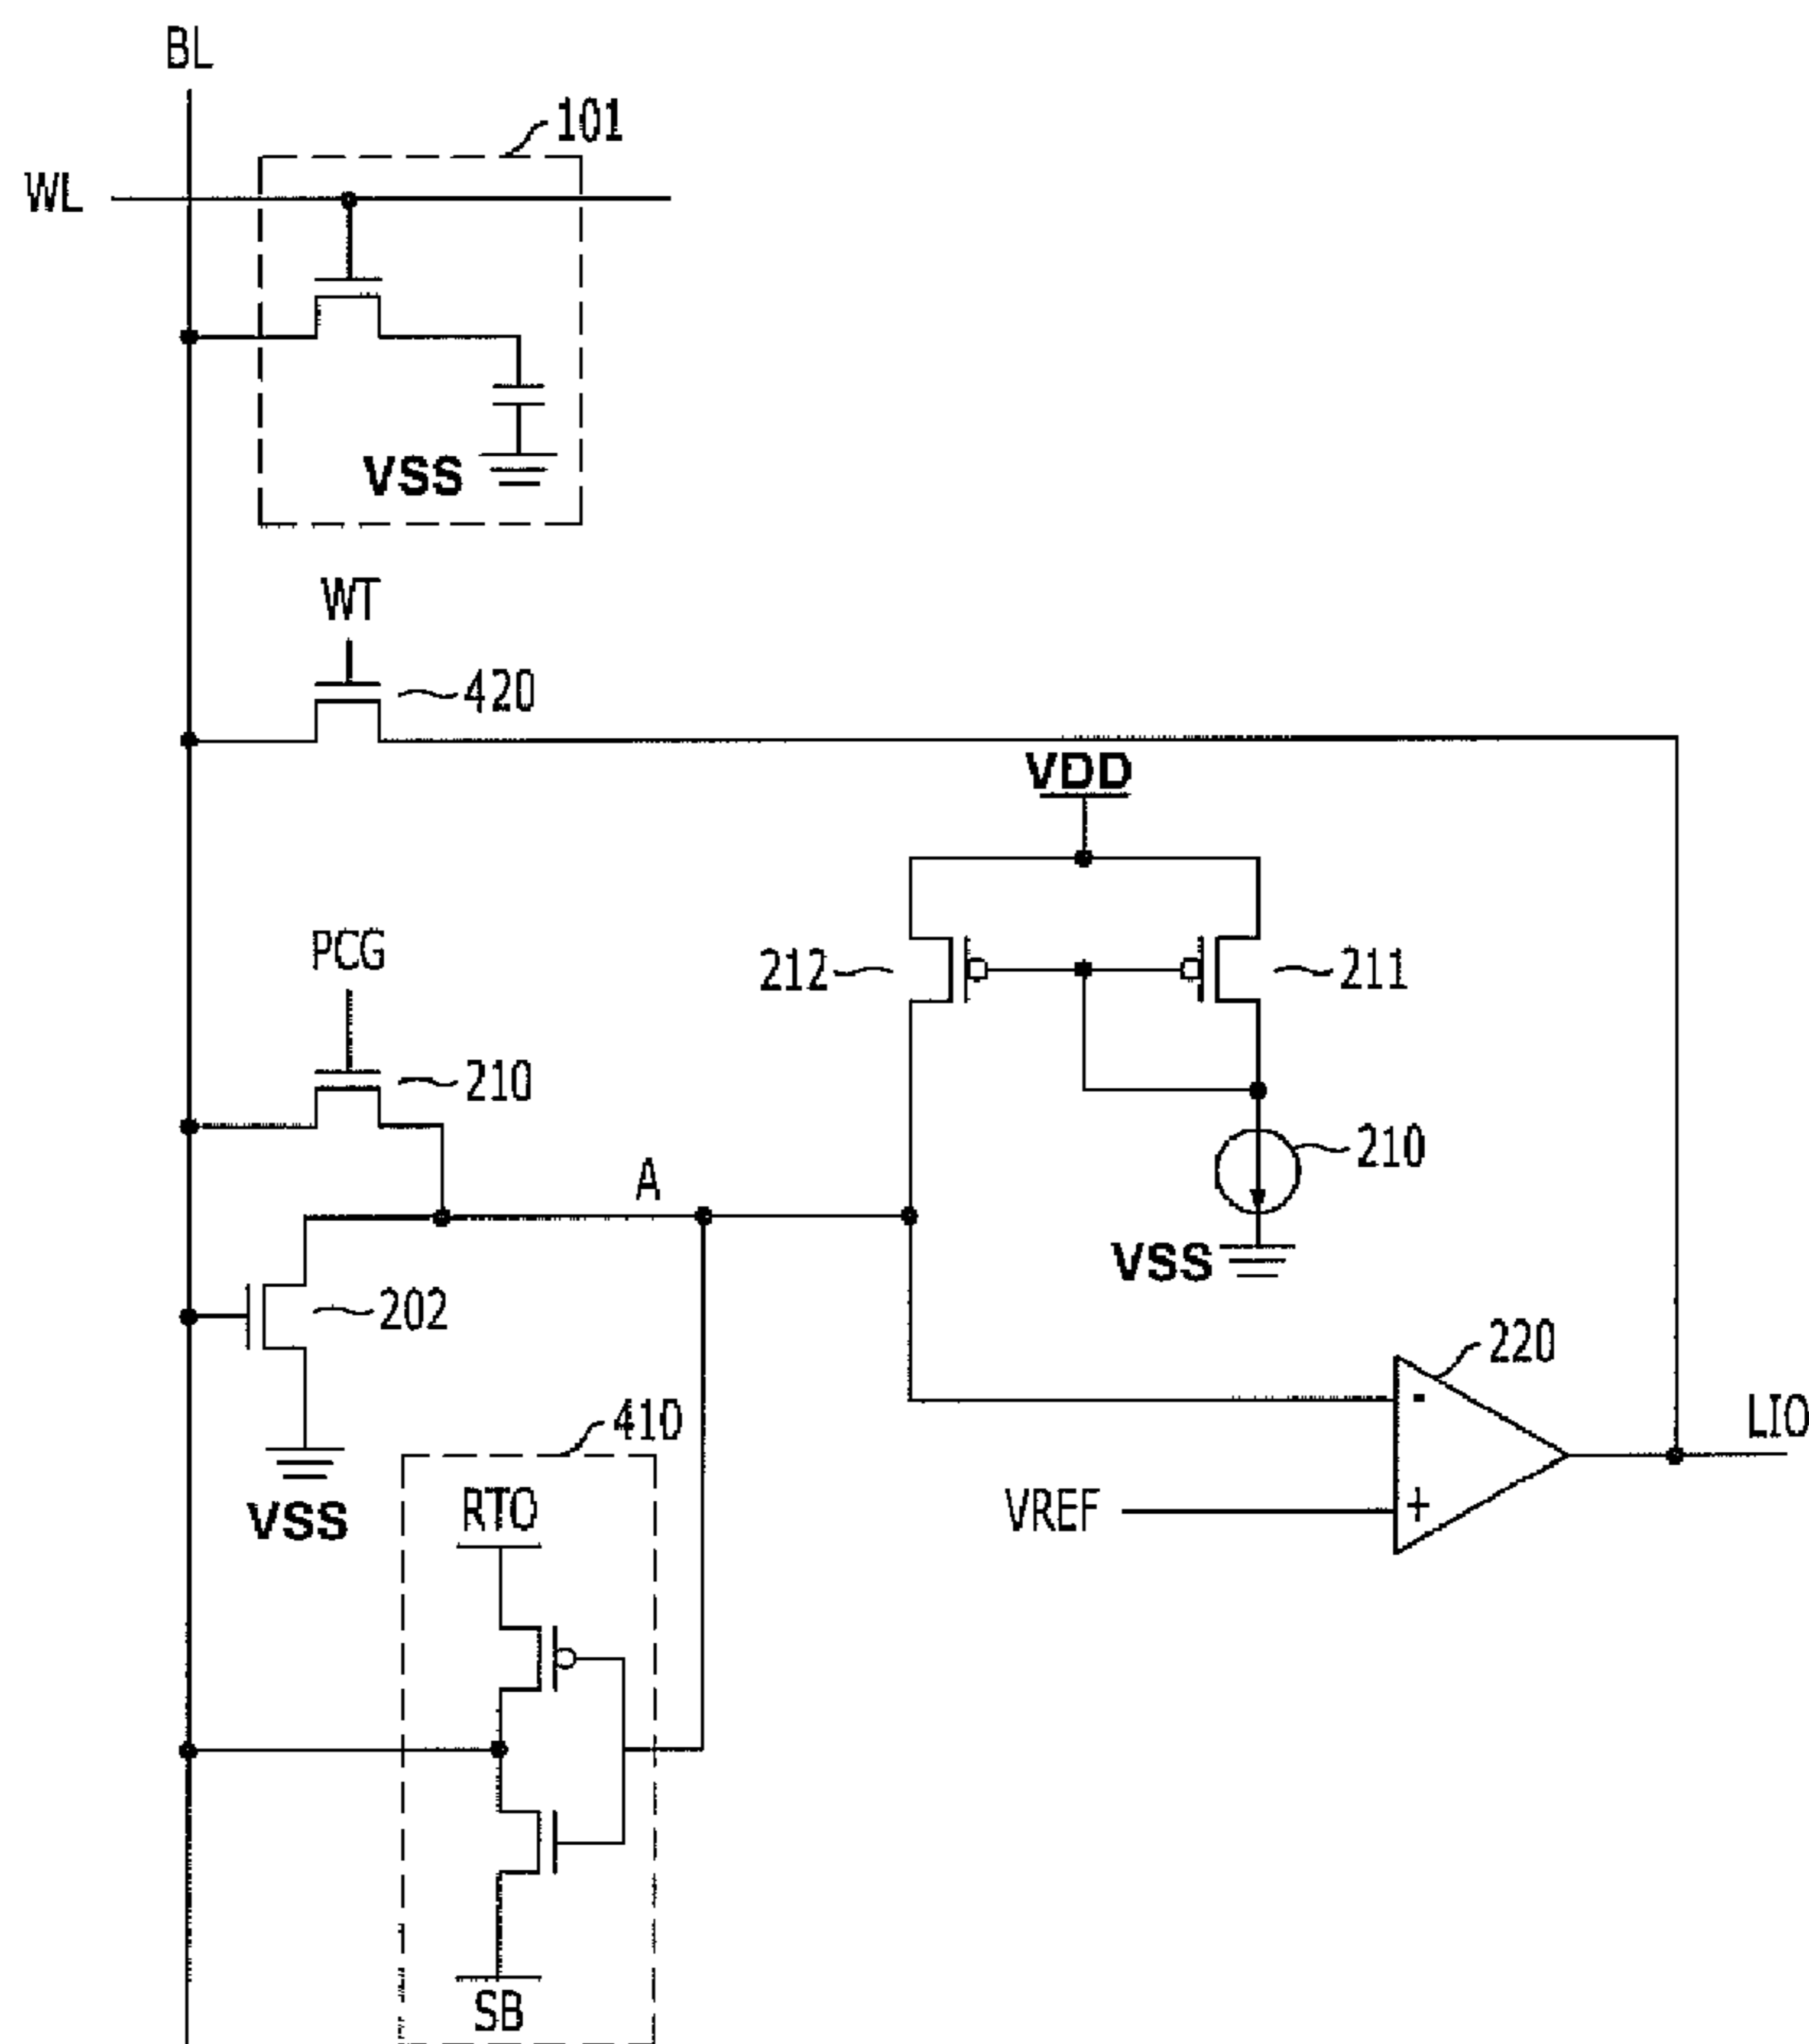 BL
101
WL
VSS
WT
420
VDD
PCG
212
211
210
210
A
VSS
202
220
410
LIO
RTO
VREF
VSS
SB